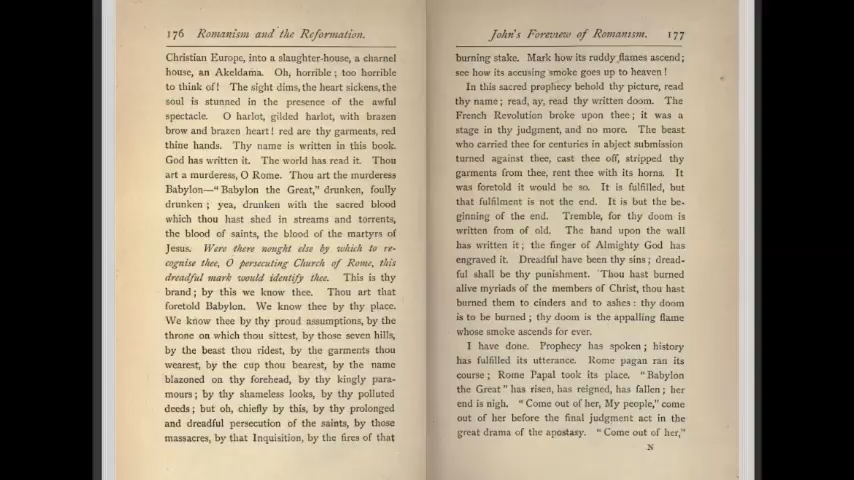 176 Romanism and the Reformation.
Christian Europe, into a slaughter-house, a charnel
house, an Akeldama. Oh, horrible; too horrible
to think of! The sight dims, the heart sickens, the
soul is stunned in the presence of the awful
spectacle. O harlot, gilded harlot, with brazen
brow and brazen heart! red are thy garments, red
thine hands. Thy name is written in this book.
God has written it. The world has read it. Thou
art a murderess, O Rome. Thou art the murderess
Babylon—"Babylon the Great," drunken, foully
drunken; yea, drunken with the sacred blood
which thou hast shed in streams and torrents,
the blood of saints, the blood of the martyrs of
Jesus. Were there nought else by which to re-
cognise thee, O persecuting Church of Rome, this
dreadful mark would identify thee. This is thy
brand; by this we know thee. Thou art that
foretold Babylon. We know thee by thy place.
We know thee by thy proud assumptions, by the
throne on which thou sittest, by those seven hills,
by the beast thou ridest, by the garments thou
wearest, by the cup thou bearest, by the name
blazoned on thy forehead, by thy kingly para-
mours; by thy shameless looks, by thy polluted
deeds; but oh, chiefly by this, by thy prolonged
and dreadful persecution of the saints, by those
massacres, by that Inquisition, by the fires of that
John's Foreview of Romanism. 177
burning stake. Mark how its ruddy flames ascend;
see how its accusing smoke goes up to heaven!
In this sacred prophecy behold thy picture, read
thy name; read, ay, read thy written doom. The
French Revolution broke upon thee; it was a
stage in thy judgment, and no more. The beast
who carried thee for centuries in abject submission
turned against thee, cast thee off, stripped thy
garments from thee, rent thee with its horns. It
was foretold it would be so. It is fulfilled, but
that fulfilment is not the end. It is but the be-
ginning of the end. Tremble, for thy doom is
written from of old. The hand upon the wall
has written it; the finger of Almighty God has
engraved it. Dreadful have been thy sins; dread-
ful shall be thy punishment. Thou hast burned
alive myriads of the members of Christ, thou hast
burned them to cinders and to ashes: thy doom
is to be burned; thy doom is the appalling flame
whose smoke ascends for ever.
I have done. Prophecy has spoken; history
has fulfilled its utterance. Rome pagan ran its
course; Rome Papal took its place. "Babylon
the Great" has risen, has reigned, has fallen; her
end is nigh. "Come out of her, My people," come
out of her before the final judgment act in the
great drama of the apostasy. "Come out of her,"
N